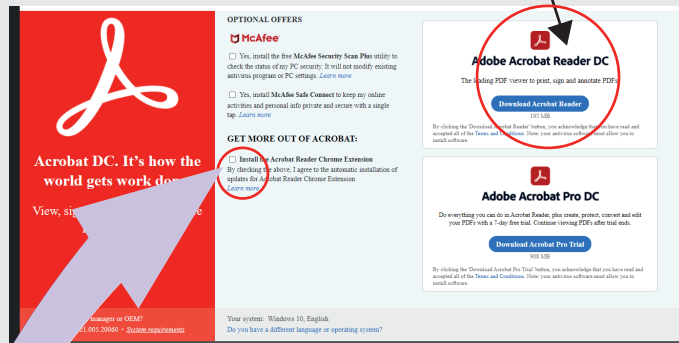 Acrobat DC. It's how the
world gets work
View,
manager or OEM?
21.005.20060 • System requirements
OPTIONAL OFFERS
McAfee
Yes, install the free McAfee Security Scan Plus utility to
check the status of my PC security. It will not modify existing
antivirus program or PC settings. Learn more
Yes, install McAfee Safe Connect to keep my online
activities and personal info private and secure with a single
tap. Learn more
GET MORE OUT OF ACROBAT:
Install the Acrobat Reader Chrome Extension
By checking the above, I agree to the automatic installation of
updates for Acrobat Reader Chrome Extension
Learn more
Your system: Windows 10, English
Do you have a different language or operating system?
Adobe Acrobat Reader DC
The leading PDF viewer to print, sign and annotate PDFs
Download Acrobat Reader
195 MB
By clicking the 'Download Acrobat Reader' button, you acknowledge that you have read and
accepted all of the Terms and Conditions. Note: your antivirus software must allow you to
install software.
Adobe Acrobat Pro DC
Do everything you can do in Acrobat Reader, plus create, protect, convert and edit
your PDFs with a 7-day free trial. Continue viewing PDFs after trial ends.
Download Acrobat Pro Trial
908 MB
By clicking the 'Download Acrobat Pro Trial' button, you acknowledge that you have read and
accepted all of the Terms and Conditions. Note: your antivirus software must allow you to
install software.